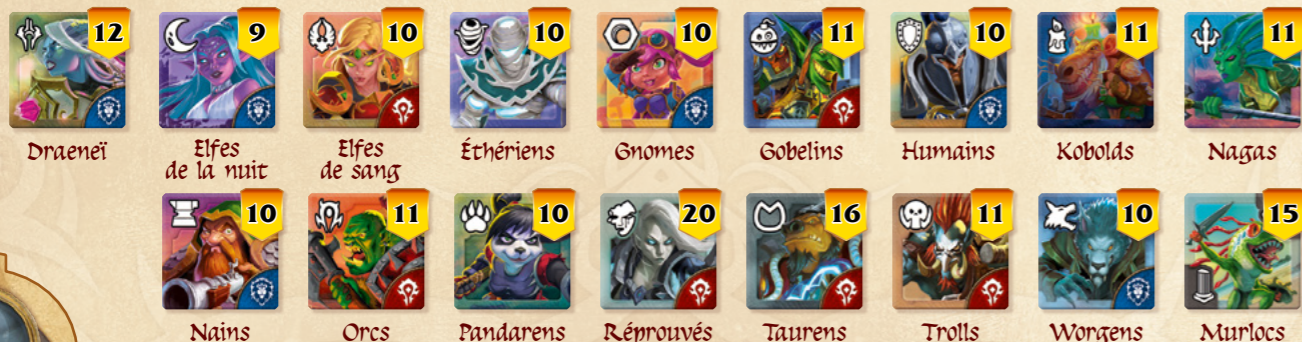 12 9 10 10 10 11 10 11 11
Draeneï Elfes de la nuit Elfes de sang Éthériens Gnomes Gobelins Humains Kobolds Nagas
10 11 10 20 16 11 10 15
Nains Orcs Pandarens Réprouvés Taurens Trolls Worgens Murlocs